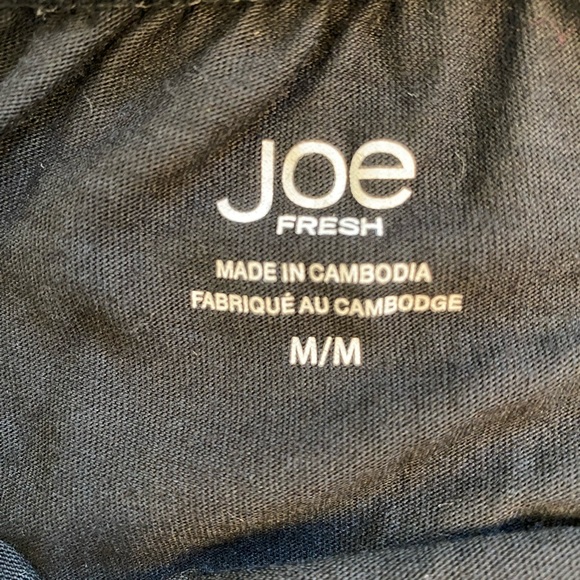 Joe
FRESH
MADE IN CAMBODIA
FABRIQUÉ AU CAMBODGE
M/M